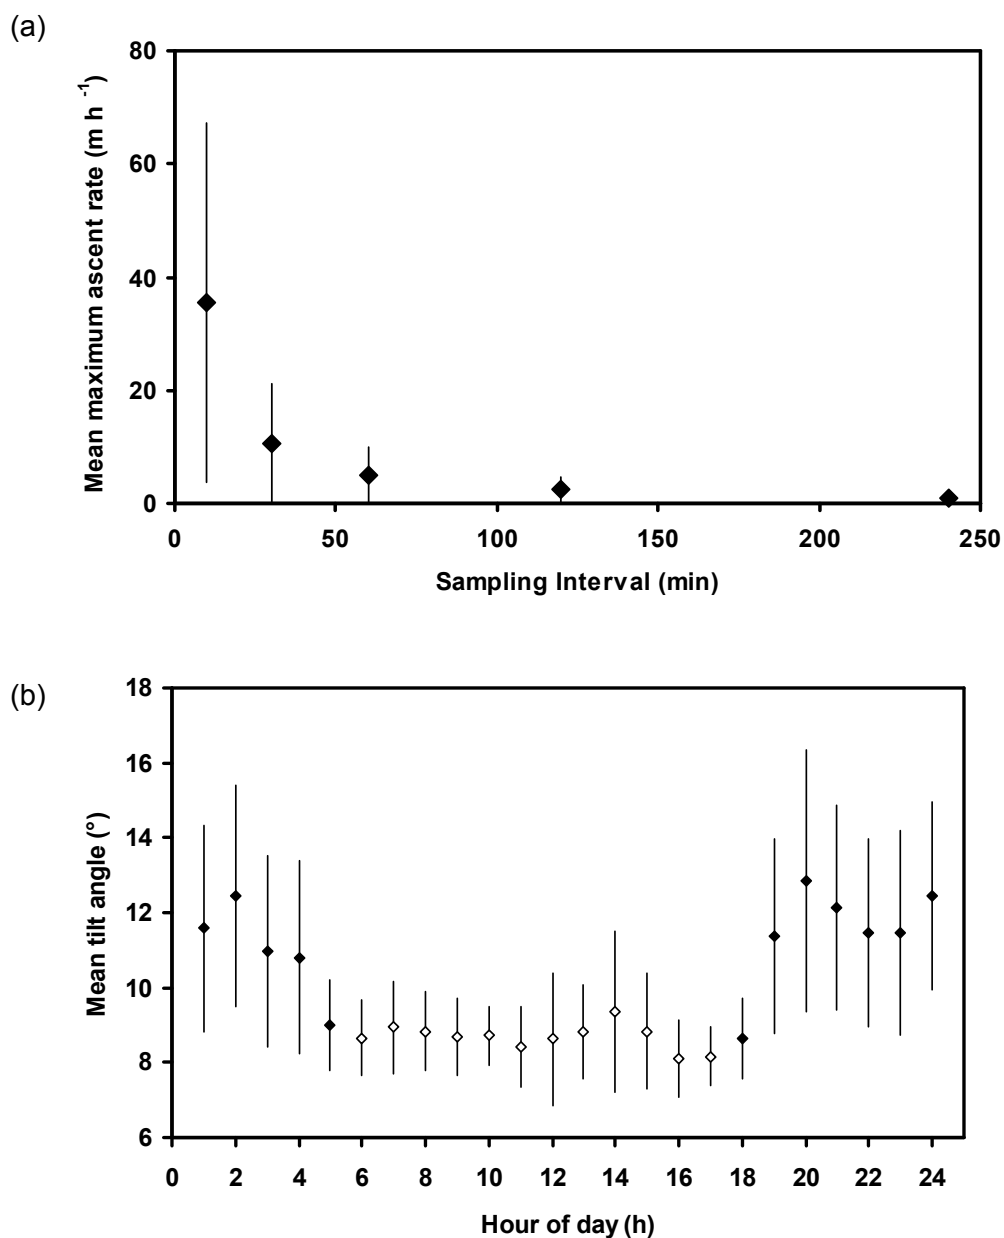 (a)
80
60
40
20
0
Mean maximum ascent rate (m h -1)
0 50 100 150 200 250
Sampling Interval (min)
(b)
18
16
14
12
10
8
6
Mean tilt angle (°)
0 2 4 6 8 10 12 14 16 18 20 22 24
Hour of day (h)